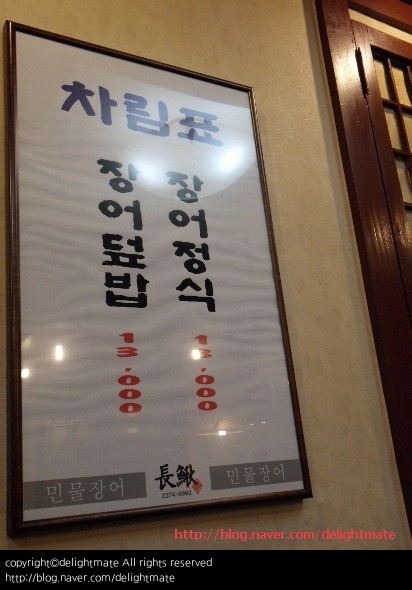 차림표
장어정식
13,000
장어덮밥
13,000
민물장어
長鰍
2274-8992
민물장어
http://blog.naver.com/delightmate
copyright©delightmate All rights reserved
http://blog.naver.com/delightmate